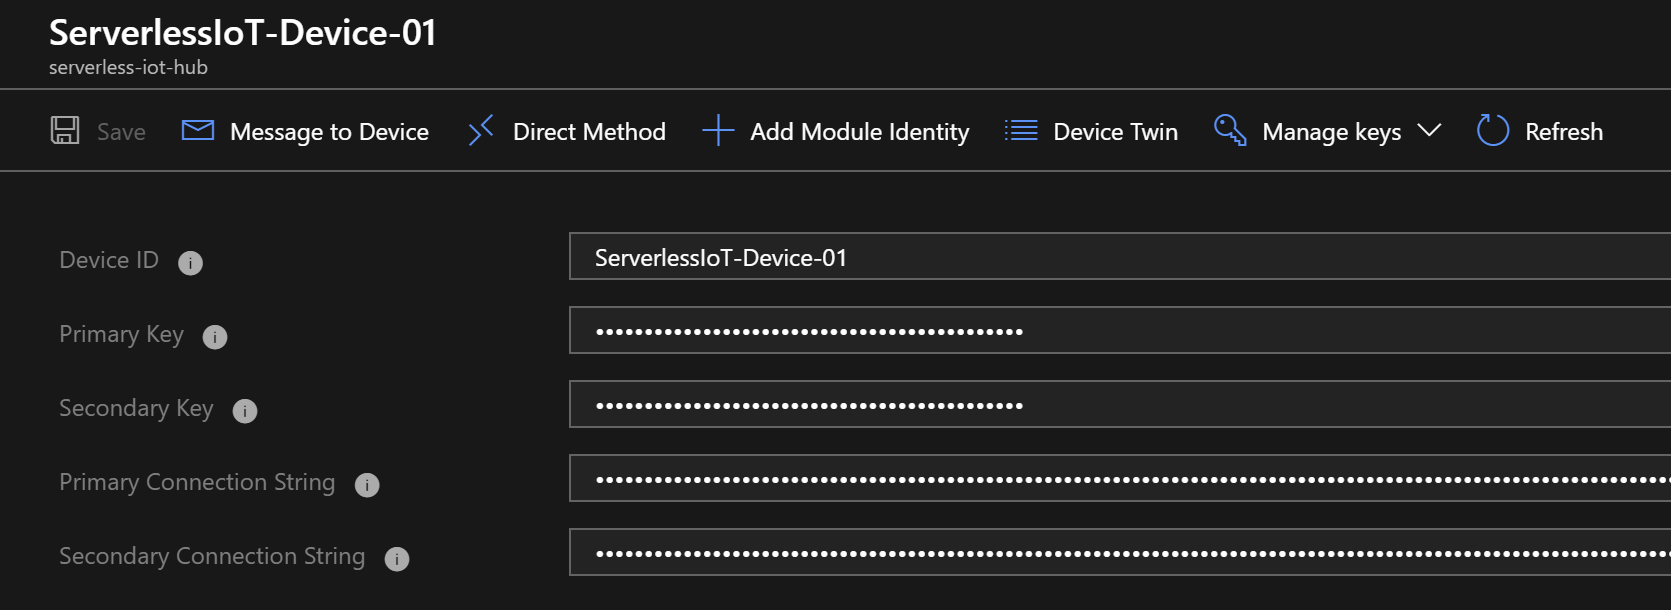 ServerlessIoT-Device-01
serverless-iot-hub
Save Message to Device Direct Method Add Module Identity Device Twin Manage keys Refresh
Device ID i ServerlessIoT-Device-01
Primary Key i ••••••••••••••••••••••••••••••••••••••••••••
Secondary Key i ••••••••••••••••••••••••••••••••••••••••••••
Primary Connection String i
Secondary Connection String i